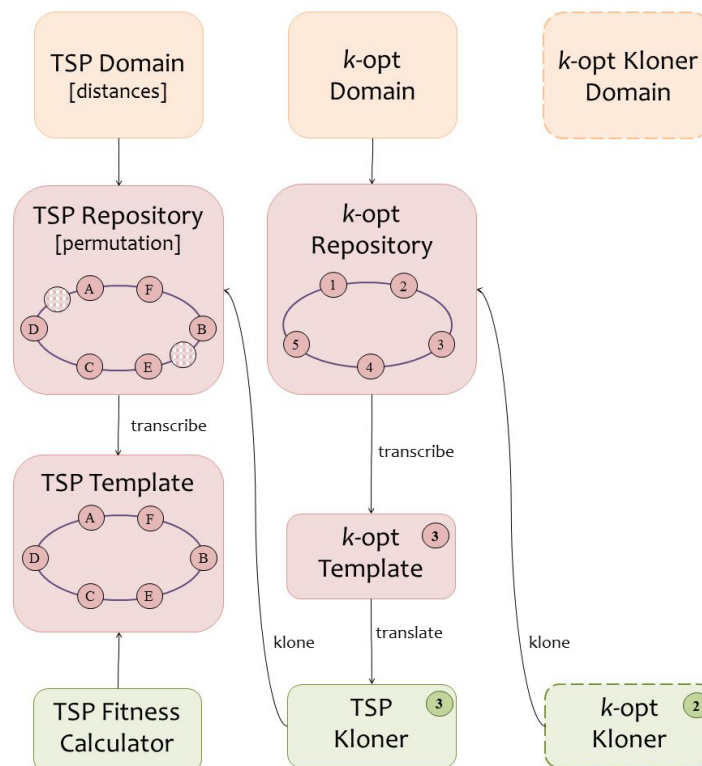 TSP Domain
[distances]
k-opt
Domain
k-opt Kloner
Domain
TSP Repository
[permutation]
A
F
D
B
C
E
k-opt
Repository
1
2
5
3
4
transcribe
transcribe
TSP Template
A
F
D
B
C
E
k-opt
Template
3
klone
translate
klone
TSP Fitness
Calculator
TSP
Kloner
3
k-opt
Kloner
2